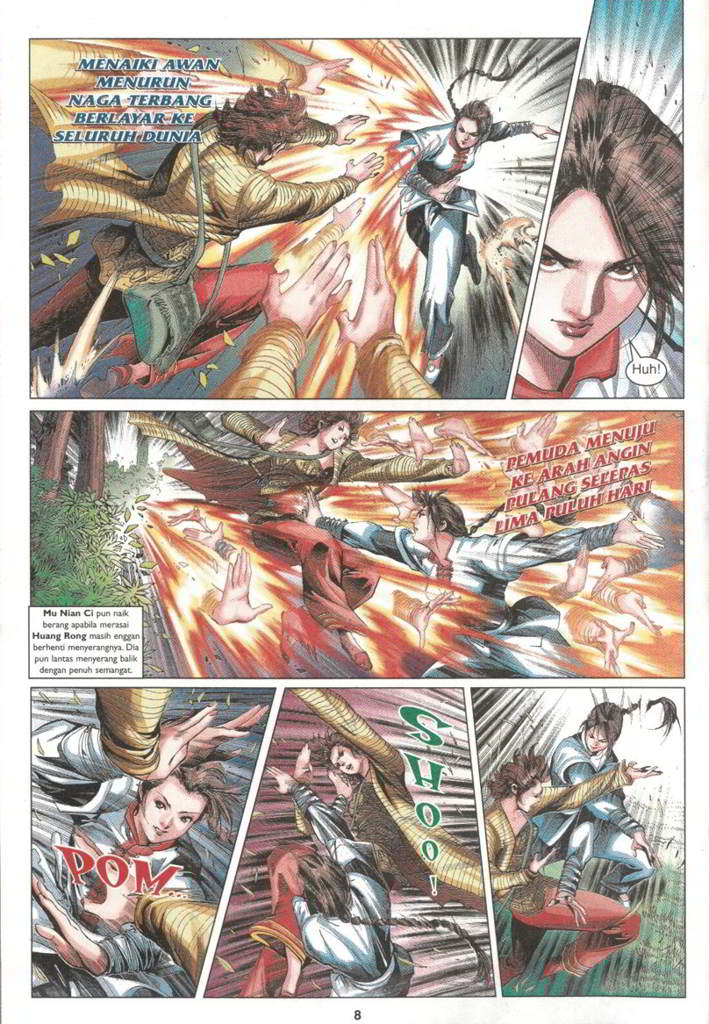 MENAIKI AWAN
MENURUN
NAGA TERBANG
BERLAYAR KE
SELURUH DUNIA
Huh!
PEMUDA MENUJU
KE ARAH ANGIN
PULANG SELEPAS
LIMA PULUH HARI
Mu Nian Ci pun naik
berang apabila merasai
Huang Rong masih enggan
berhenti menyerangnya. Dia
pun lantas menyerang balik
dengan penuh semangat.
POM...
SHOO!
8